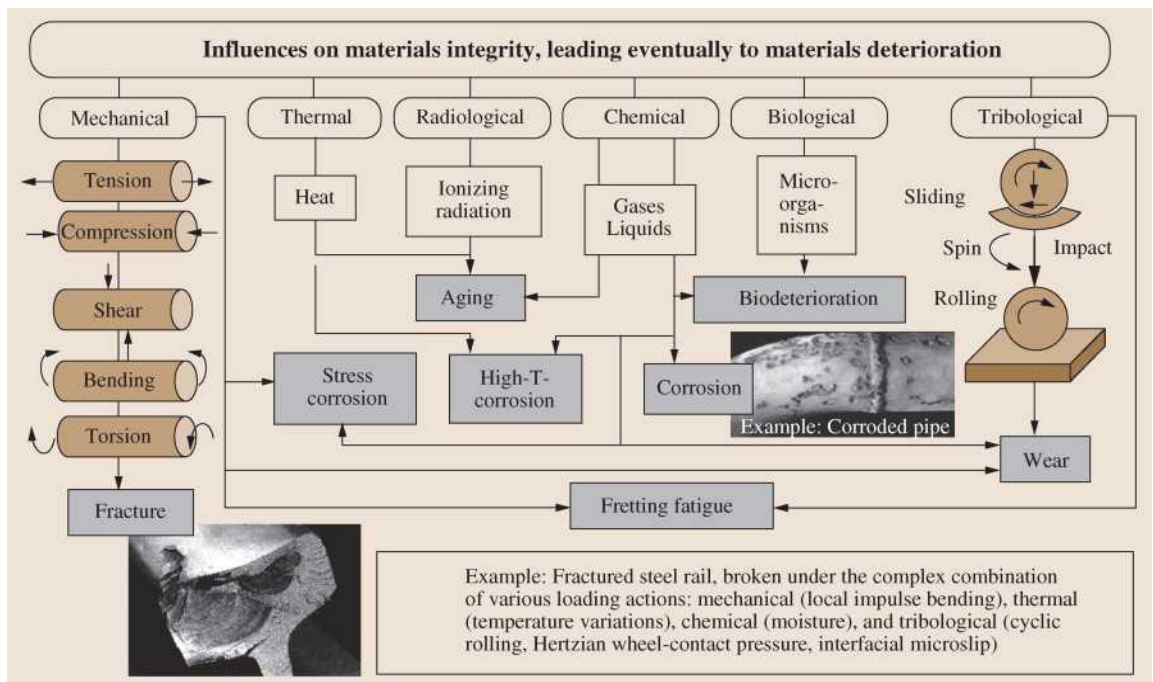 Influences on materials integrity, leading eventually to materials deterioration
Mechanical
Thermal
Radiological
Chemical
Biological
Tribological
Tension
Compression
Shear
Bending
Torsion
Fracture
Heat
Ionizing
radiation
Gases
Liquids
Micro-
orga-
nisms
Sliding
Spin
Impact
Rolling
Aging
Biodeterioration
Stress
corrosion
High-T-
corrosion
Corrosion
Example: Corroded pipe
Wear
Fretting fatigue
Example: Fractured steel rail, broken under the complex combination
of various loading actions: mechanical (local impulse bending), thermal
(temperature variations), chemical (moisture), and tribological (cyclic
rolling, Hertzian wheel-contact pressure, interfacial microslip)